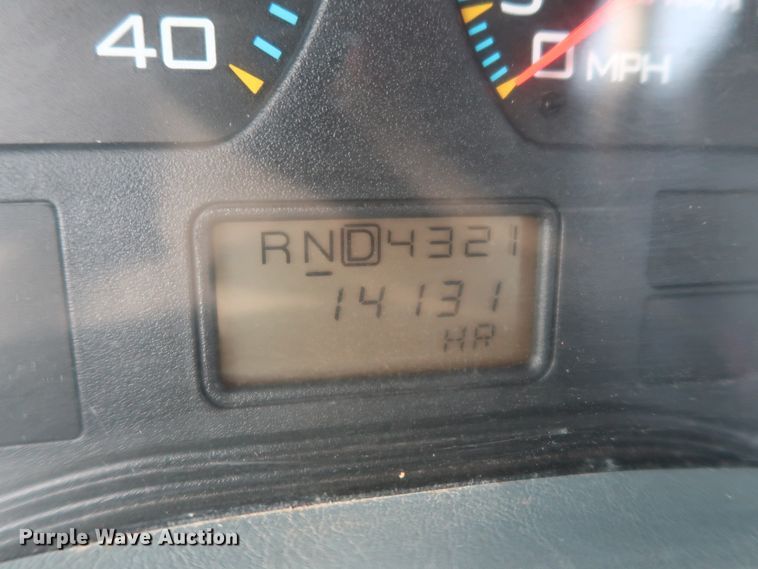 40
0 MPH
RND4321
14131
HR
Purple Wave Auction